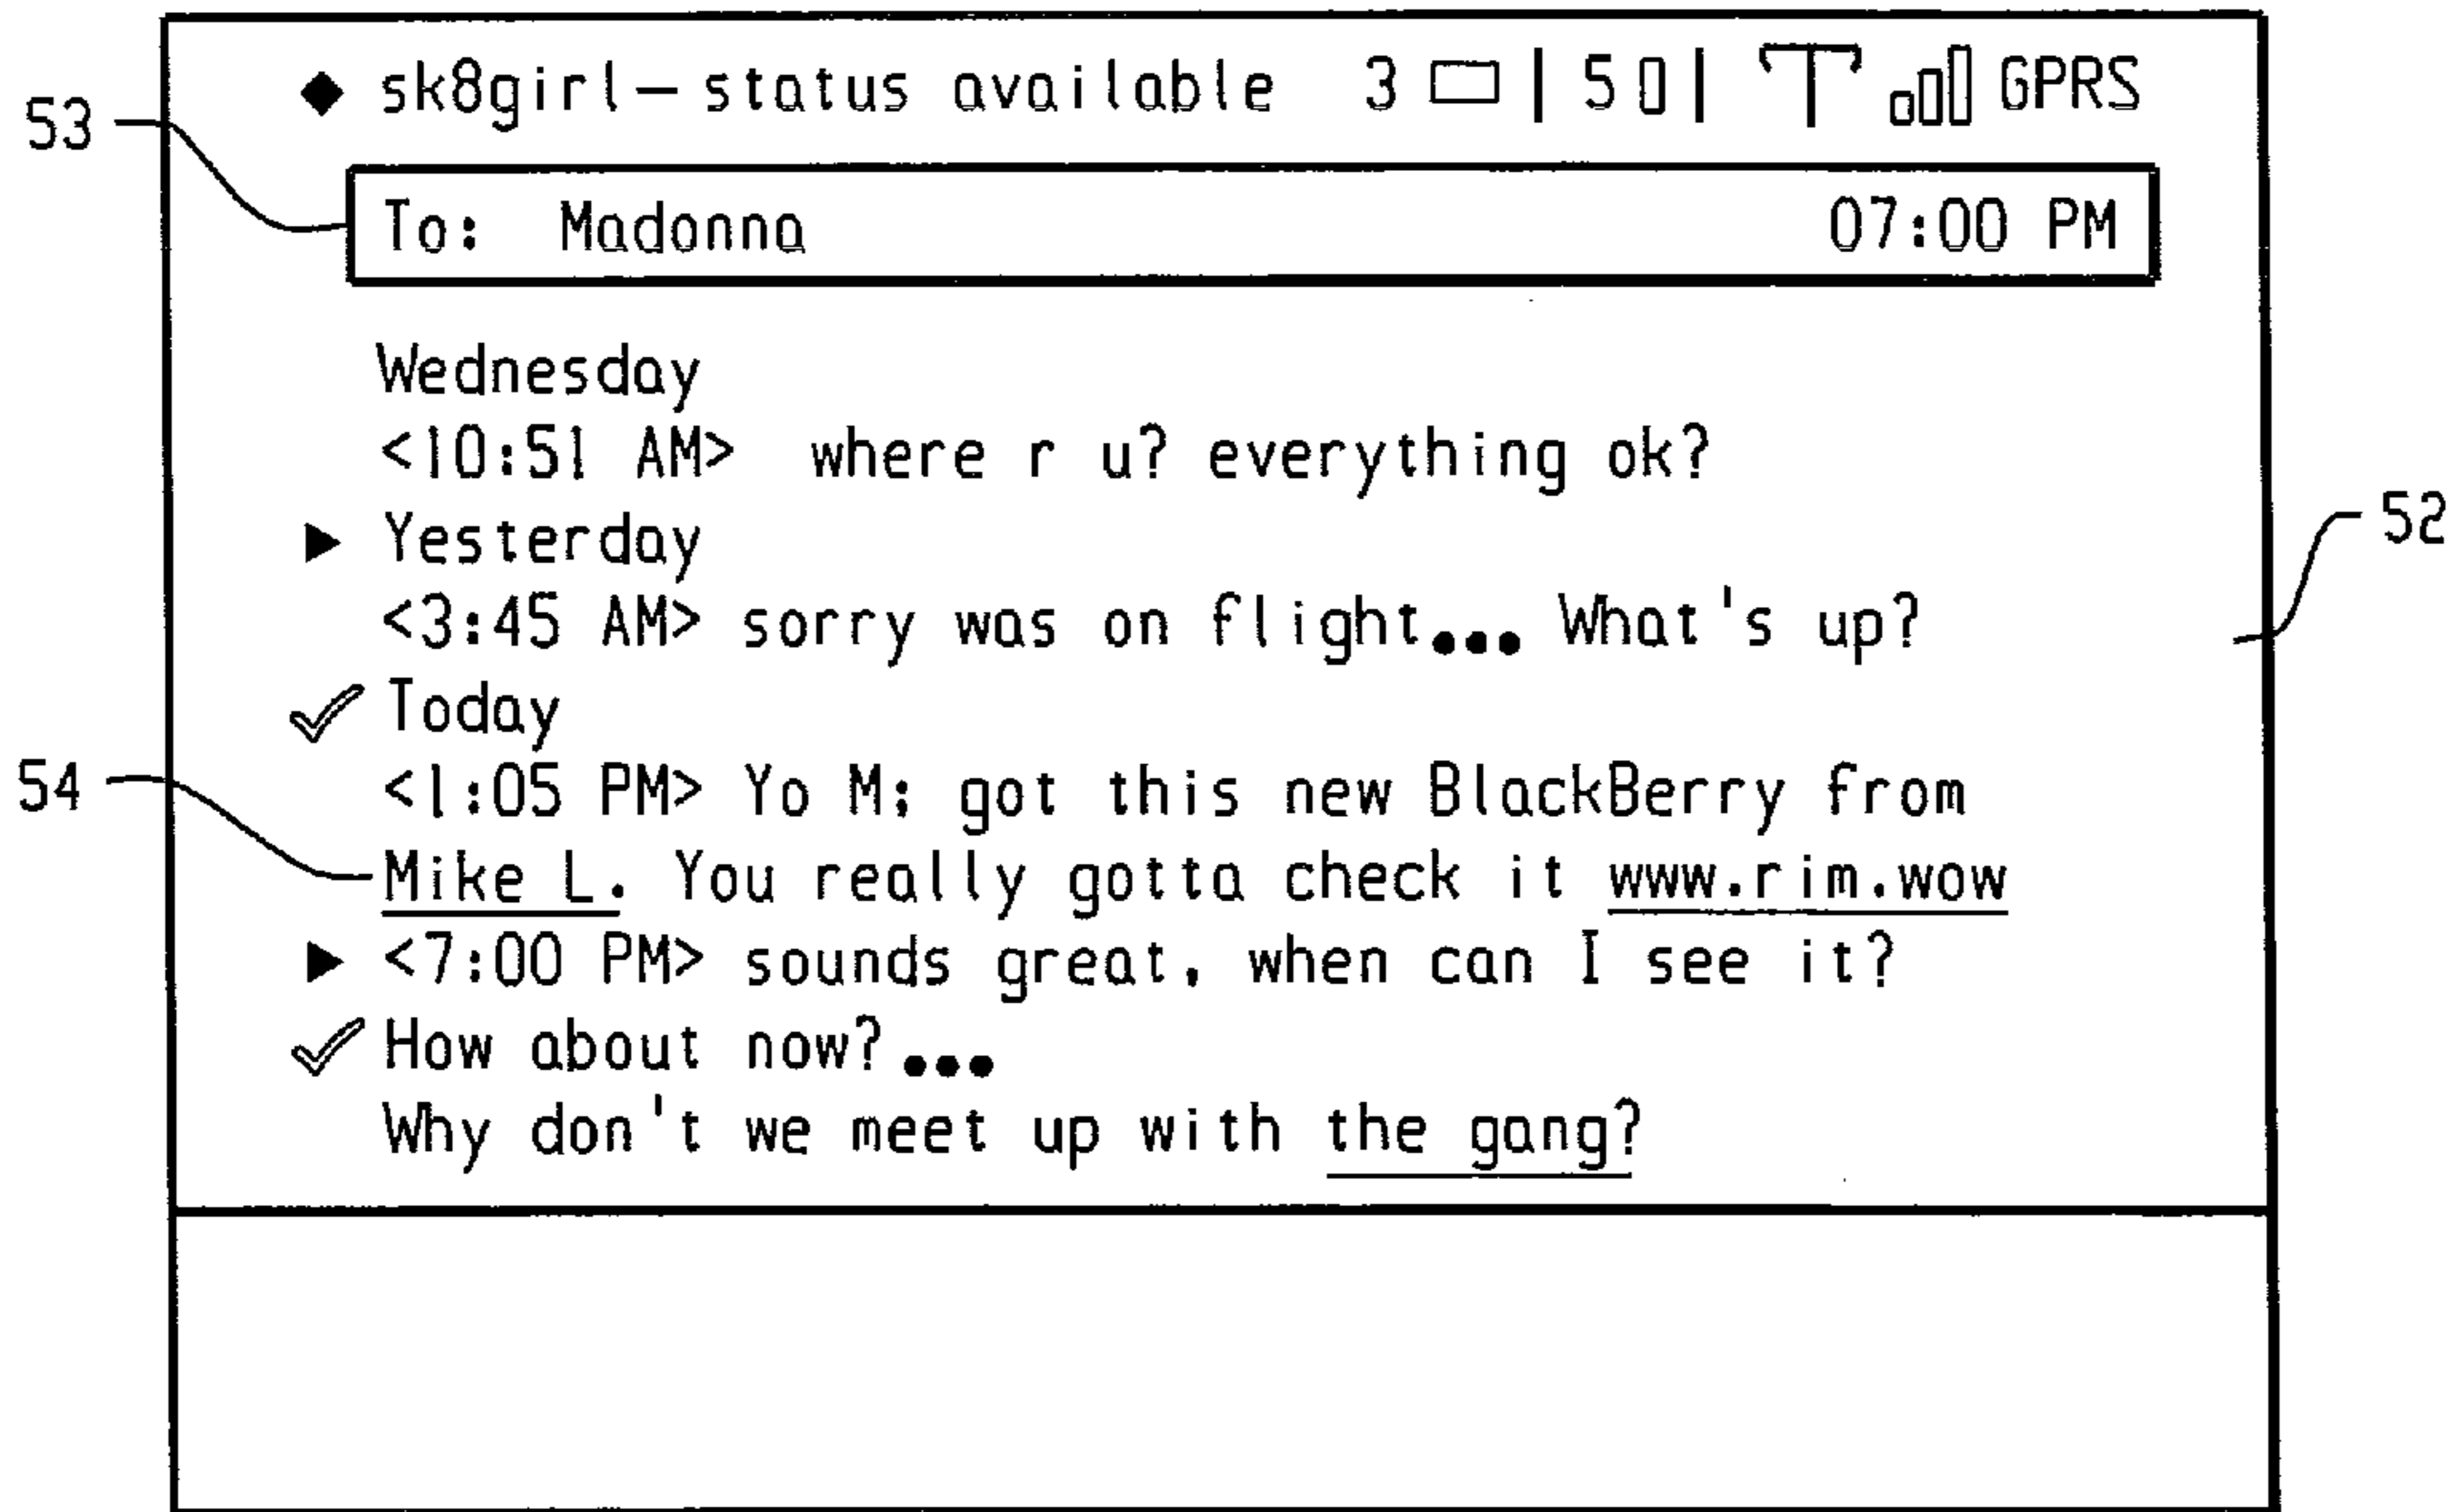 ◆ sk8girl— status available 3 ▭ | 5 ▯ | GPRS
53
To: Madonna 07:00 PM
Wednesday
<10:51 AM> where r u? everything ok?
▶ Yesterday
52
<3:45 AM> sorry was on flight... What's up?
✓ Today
54
<1:05 PM> Yo M; got this new BlackBerry from
Mike L. You really gotta check it www.rim.wow
▶ <7:00 PM> sounds great, when can I see it?
✓ How about now?...
Why don't we meet up with the gang?